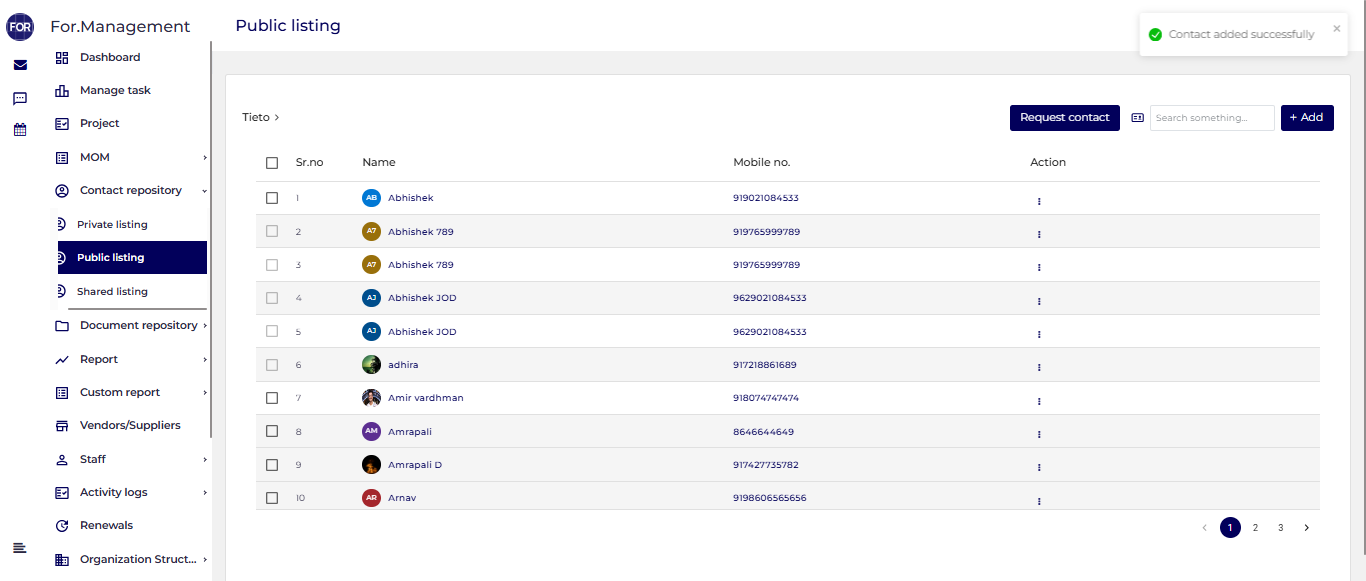 FOR For.Management
Public listing
Contact added successfully ×
Dashboard
Manage task
Project
MOM
Contact repository
Private listing
Public listing
Shared listing
Document repository
Report
Custom report
Vendors/Suppliers
Staff
Activity logs
Renewals
Organization Struct...
Tieto >
Request contact
Search something...
+ Add
Sr.no Name Mobile no. Action
1 AB Abhishek 919021084533
2 A7 Abhishek 789 919765999789
3 A7 Abhishek 789 919765999789
4 AJ Abhishek JOD 9629021084533
5 AJ Abhishek JOD 9629021084533
6 adhira 917218861689
7 Amir vardhman 918074747474
8 AM Amrapali 8646644649
9 Amrapali D 917427735782
10 AR Arnav 9198606565656
< 1 2 3 >